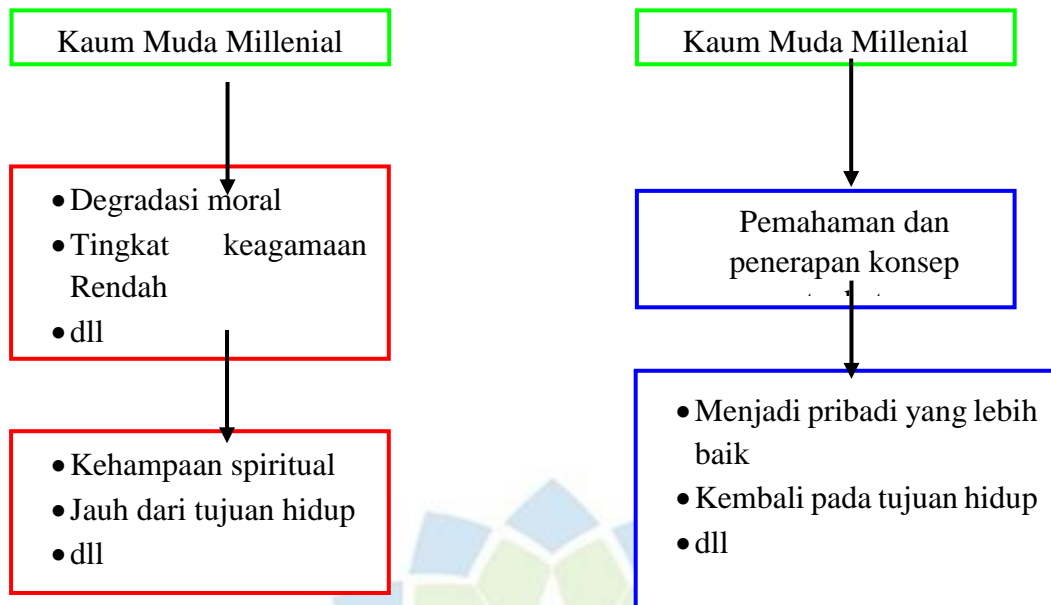 Kaum Muda Millenial
• Degradasi moral
• Tingkat keagamaan
Rendah
• dll
• Kehampaan spiritual
• Jauh dari tujuan hidup
• dll
Kaum Muda Millenial
Pemahaman dan
penerapan konsep
• Menjadi pribadi yang lebih
baik
• Kembali pada tujuan hidup
• dll